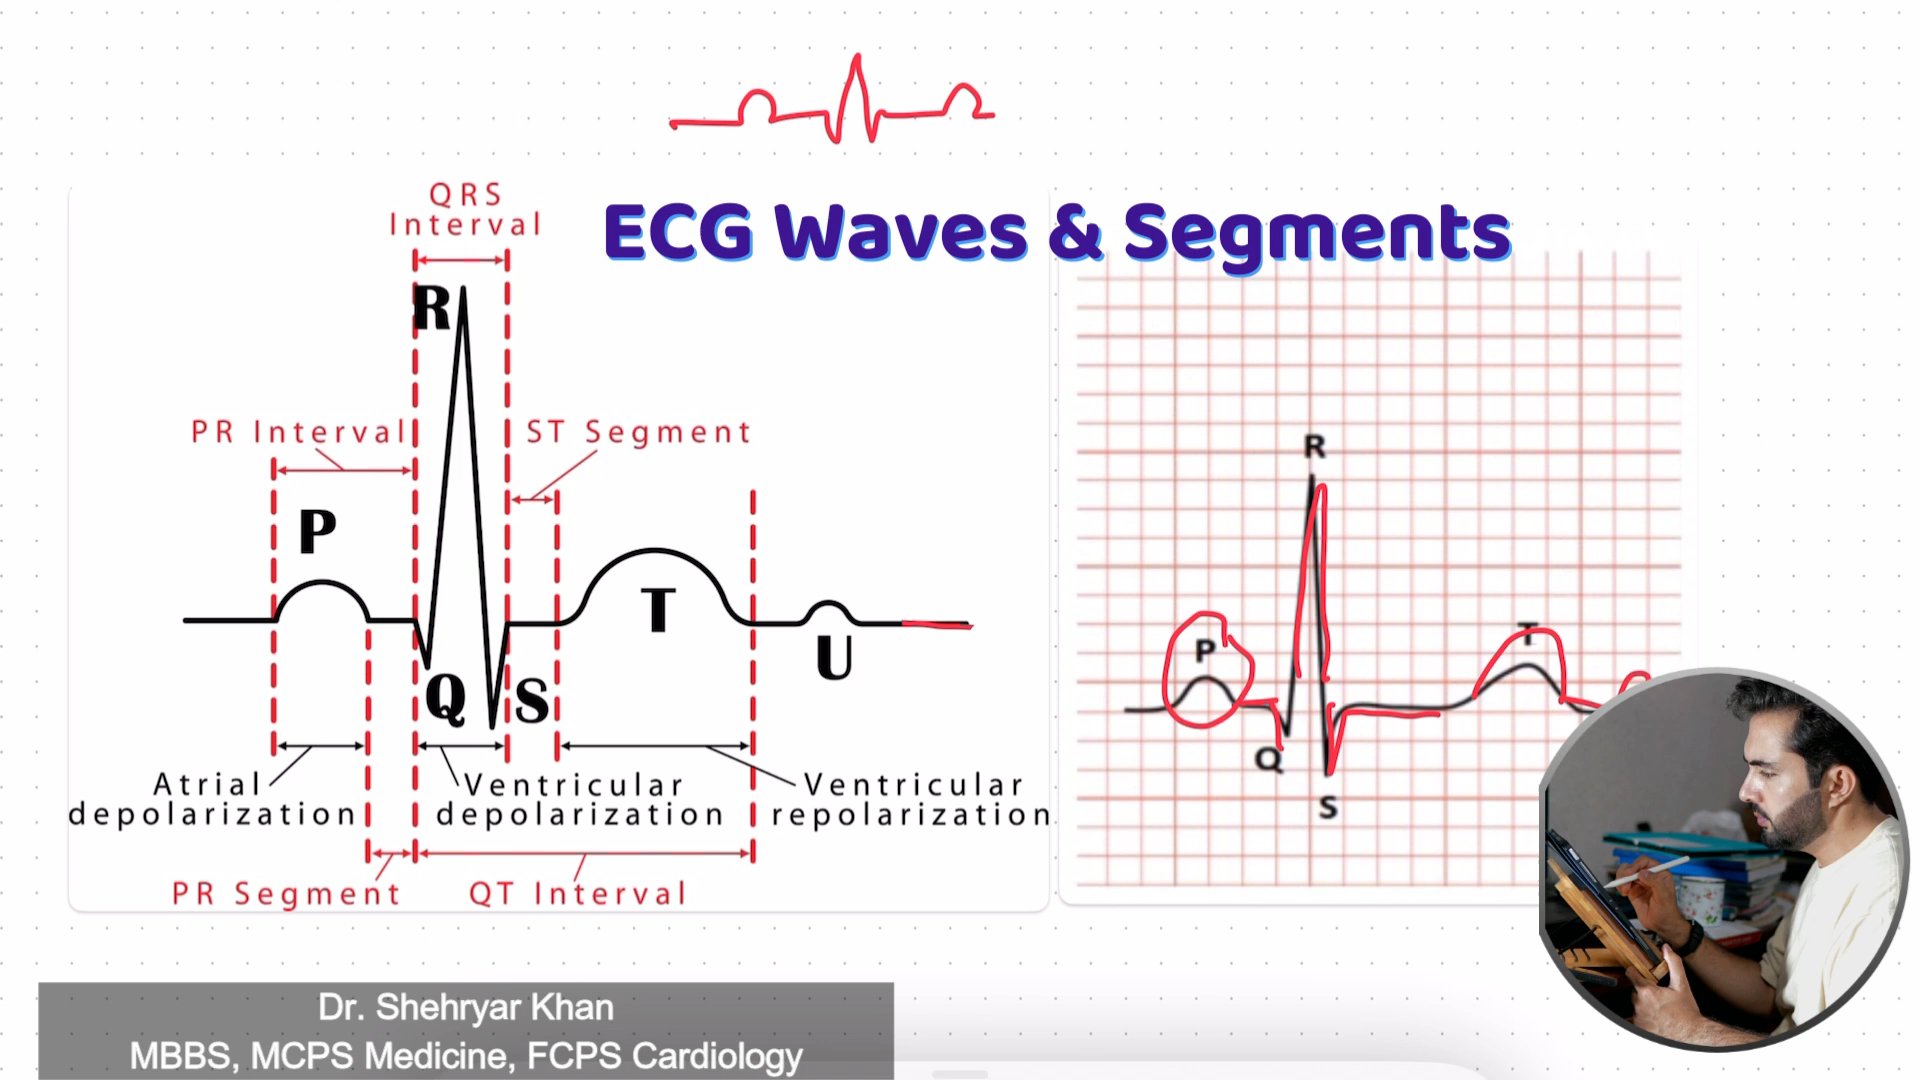 ECG Waves & Segments
QRS
Interval
R
PR Interval
ST Segment
P
T
U
Q
S
Atrial
depolarization
Ventricular
depolarization
Ventricular
repolarization
PR Segment
QT Interval
R
P
T
Q
S
Dr. Shehryar Khan
MBBS, MCPS Medicine, FCPS Cardiology